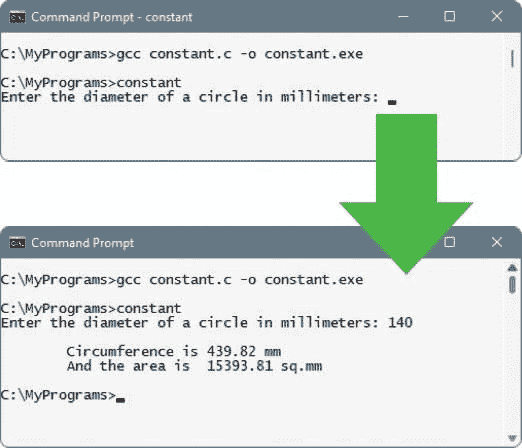 Command Prompt - constant
C:\MyPrograms>gcc constant.c -o constant.exe
C:\MyPrograms>constant
Enter the diameter of a circle in millimeters:
Command Prompt
C:\MyPrograms>gcc constant.c -o constant.exe
C:\MyPrograms>constant
Enter the diameter of a circle in millimeters: 140
Circumference is 439.82 mm
And the area is  15393.81 sq.mm
C:\MyPrograms>